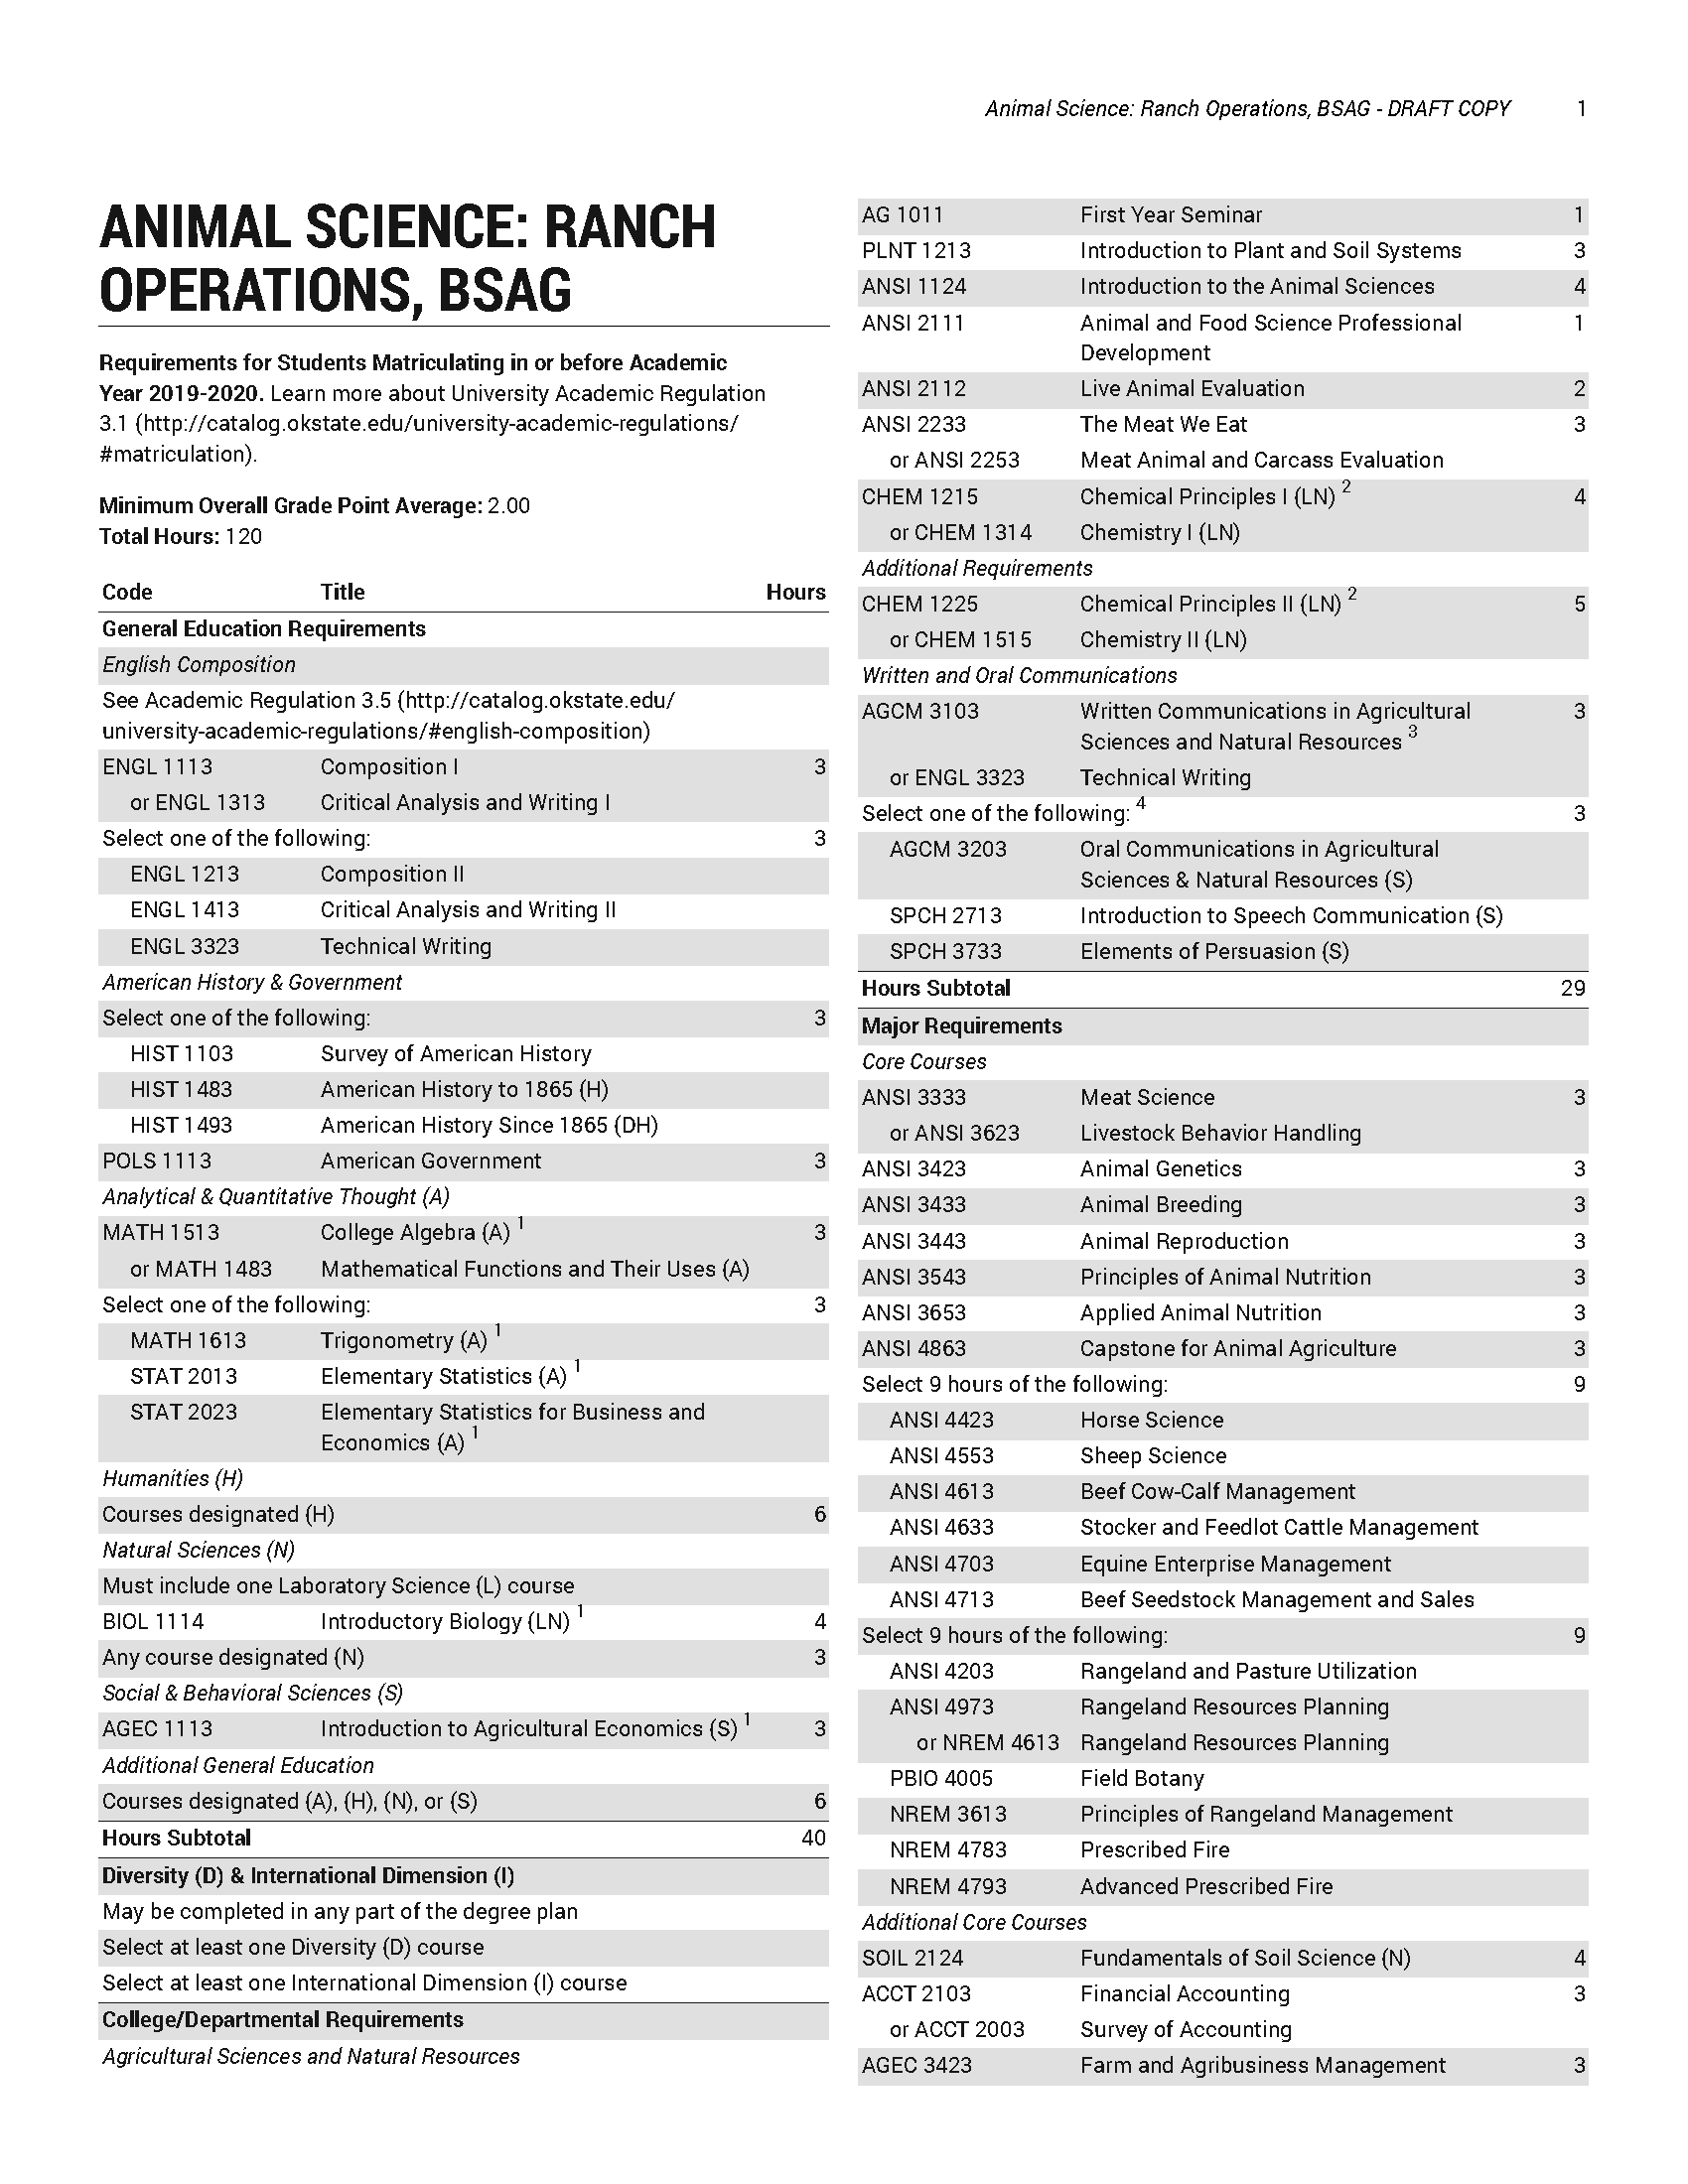 Animal Science: Ranch Operations, BSAG - DRAFT COPY 1
ANIMAL SCIENCE: RANCH
OPERATIONS, BSAG
Requirements for Students Matriculating in or before Academic
Year 2019-2020. Learn more about University Academic Regulation
3.1 (http://catalog.okstate.edu/university-academic-regulations/
#matriculation).
Minimum Overall Grade Point Average: 2.00
Total Hours: 120
Code Title Hours
General Education Requirements
English Composition
See Academic Regulation 3.5 (http://catalog.okstate.edu/
university-academic-regulations/#english-composition)
ENGL 1113 Composition I 3
or ENGL 1313 Critical Analysis and Writing I
Select one of the following: 3
ENGL 1213 Composition II
ENGL 1413 Critical Analysis and Writing II
ENGL 3323 Technical Writing
American History & Government
Select one of the following: 3
HIST 1103 Survey of American History
HIST 1483 American History to 1865 (H)
HIST 1493 American History Since 1865 (DH)
POLS 1113 American Government 3
Analytical & Quantitative Thought (A)
MATH 1513 College Algebra (A) 1 3
or MATH 1483 Mathematical Functions and Their Uses (A)
Select one of the following: 3
MATH 1613 Trigonometry (A) 1
STAT 2013 Elementary Statistics (A) 1
STAT 2023 Elementary Statistics for Business and
Economics (A) 1
Humanities (H)
Courses designated (H) 6
Natural Sciences (N)
Must include one Laboratory Science (L) course
BIOL 1114 Introductory Biology (LN) 1 4
Any course designated (N) 3
Social & Behavioral Sciences (S)
AGEC 1113 Introduction to Agricultural Economics (S) 1 3
Additional General Education
Courses designated (A), (H), (N), or (S) 6
Hours Subtotal 40
Diversity (D) & International Dimension (I)
May be completed in any part of the degree plan
Select at least one Diversity (D) course
Select at least one International Dimension (I) course
College/Departmental Requirements
Agricultural Sciences and Natural Resources
AG 1011 First Year Seminar 1
PLNT 1213 Introduction to Plant and Soil Systems 3
ANSI 1124 Introduction to the Animal Sciences 4
ANSI 2111 Animal and Food Science Professional 1
Development
ANSI 2112 Live Animal Evaluation 2
ANSI 2233 The Meat We Eat 3
or ANSI 2253 Meat Animal and Carcass Evaluation
CHEM 1215 Chemical Principles I (LN) 2 4
or CHEM 1314 Chemistry I (LN)
Additional Requirements
CHEM 1225 Chemical Principles II (LN) 2 5
or CHEM 1515 Chemistry II (LN)
Written and Oral Communications
AGCM 3103 Written Communications in Agricultural 3
Sciences and Natural Resources 3
or ENGL 3323 Technical Writing
Select one of the following: 4 3
AGCM 3203 Oral Communications in Agricultural
Sciences & Natural Resources (S)
SPCH 2713 Introduction to Speech Communication (S)
SPCH 3733 Elements of Persuasion (S)
Hours Subtotal 29
Major Requirements
Core Courses
ANSI 3333 Meat Science 3
or ANSI 3623 Livestock Behavior Handling
ANSI 3423 Animal Genetics 3
ANSI 3433 Animal Breeding 3
ANSI 3443 Animal Reproduction 3
ANSI 3543 Principles of Animal Nutrition 3
ANSI 3653 Applied Animal Nutrition 3
ANSI 4863 Capstone for Animal Agriculture 3
Select 9 hours of the following: 9
ANSI 4423 Horse Science
ANSI 4553 Sheep Science
ANSI 4613 Beef Cow-Calf Management
ANSI 4633 Stocker and Feedlot Cattle Management
ANSI 4703 Equine Enterprise Management
ANSI 4713 Beef Seedstock Management and Sales
Select 9 hours of the following: 9
ANSI 4203 Rangeland and Pasture Utilization
ANSI 4973 Rangeland Resources Planning
or NREM 4613 Rangeland Resources Planning
PBIO 4005 Field Botany
NREM 3613 Principles of Rangeland Management
NREM 4783 Prescribed Fire
NREM 4793 Advanced Prescribed Fire
Additional Core Courses
SOIL 2124 Fundamentals of Soil Science (N) 4
ACCT 2103 Financial Accounting 3
or ACCT 2003 Survey of Accounting
AGEC 3423 Farm and Agribusiness Management 3